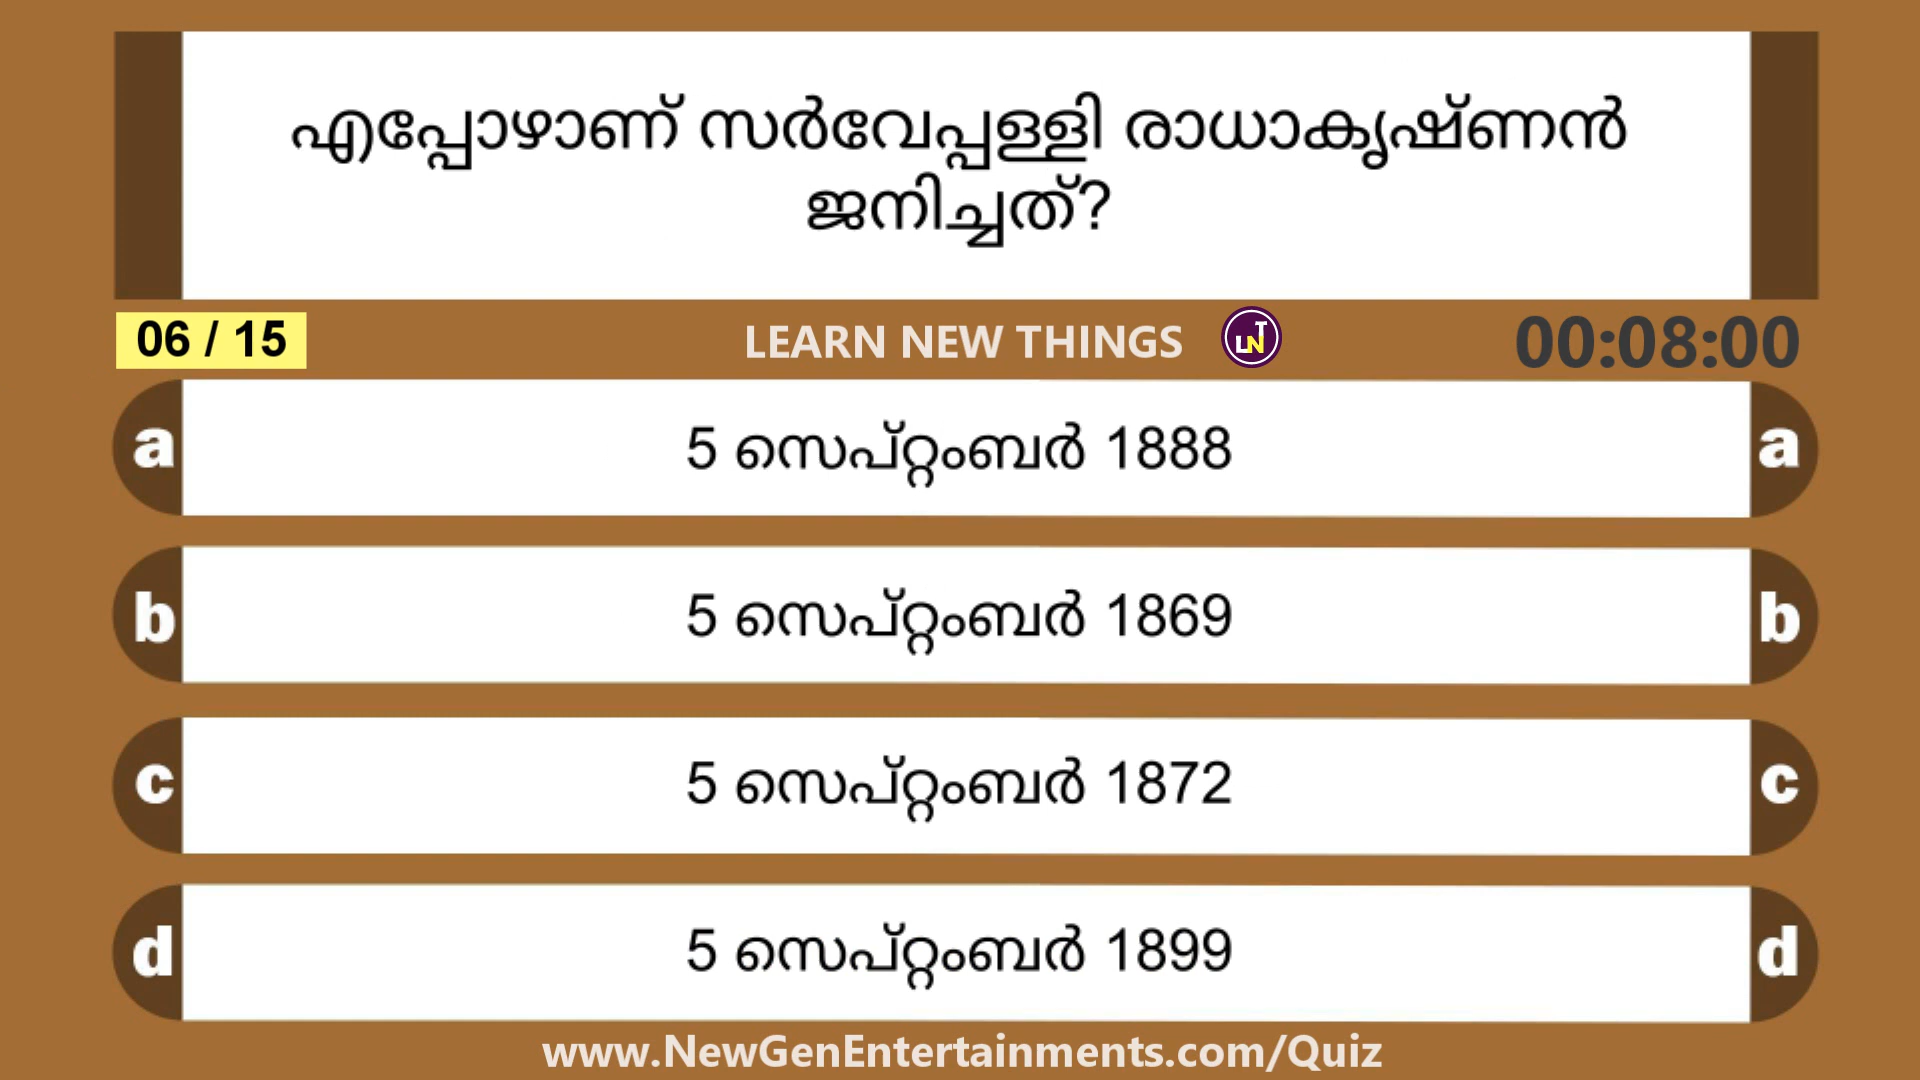 എപ്പോഴാണ് സർവേപ്പള്ളി രാധാകൃഷ്ണൻ
ജനിച്ചത്?
06 / 15
LEARN NEW THINGS
LNT
00:08:00
a
5 സെപ്റ്റംബർ 1888
a
b
5 സെപ്റ്റംബർ 1869
b
c
5 സെപ്റ്റംബർ 1872
c
d
5 സെപ്റ്റംബർ 1899
d
www.NewGenEntertainments.com/Quiz